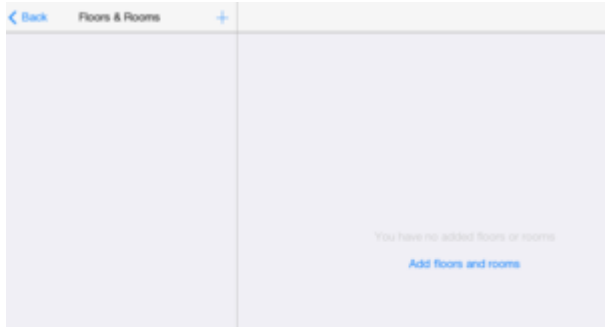 Back Floors & Rooms +
You have no added floors or rooms
Add floors and rooms